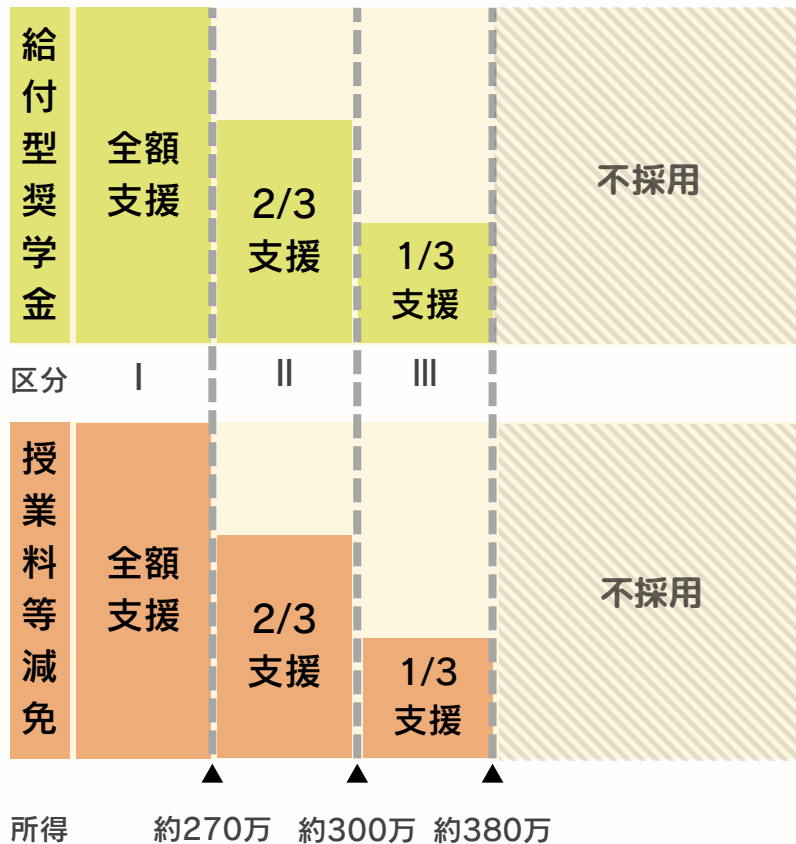 給付型奨学金
全額
支援
2/3
支援
1/3
支援
不採用
区分
Ⅰ
Ⅱ
Ⅲ
授業料等減免
全額
支援
2/3
支援
1/3
支援
不採用
所得
約270万
約300万
約380万